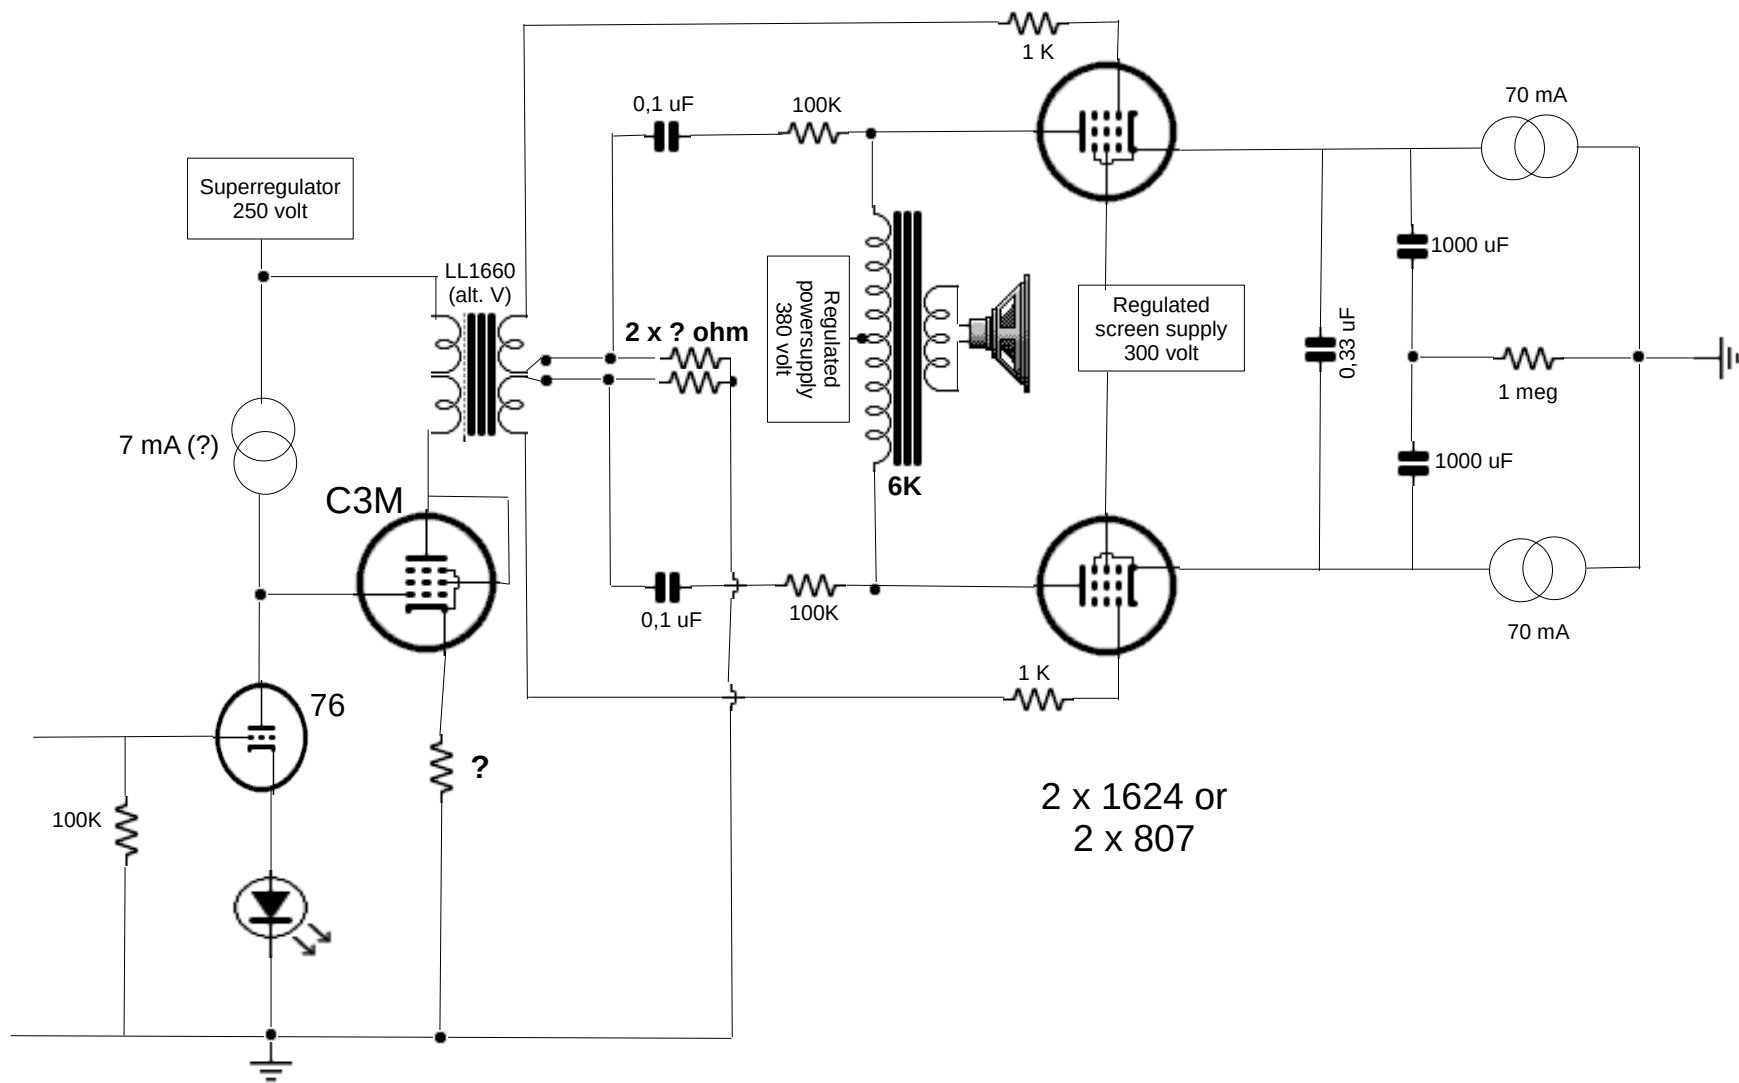 1 K
0,1 uF
100K
70 mA
Superregulator
250 volt
1000 uF
LL1660
(alt. V)
2 x ? ohm
Regulated
powersupply
380 volt
Regulated
screen supply
300 volt
0,33 uF
1 meg
7 mA (?)
1000 uF
C3M
6K
0,1 uF
100K
70 mA
1 K
76
?
100K
2 x 1624 or
2 x 807